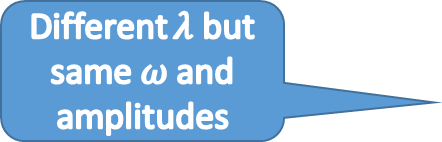 Different 𝜆 but
same 𝜔 and
amplitudes